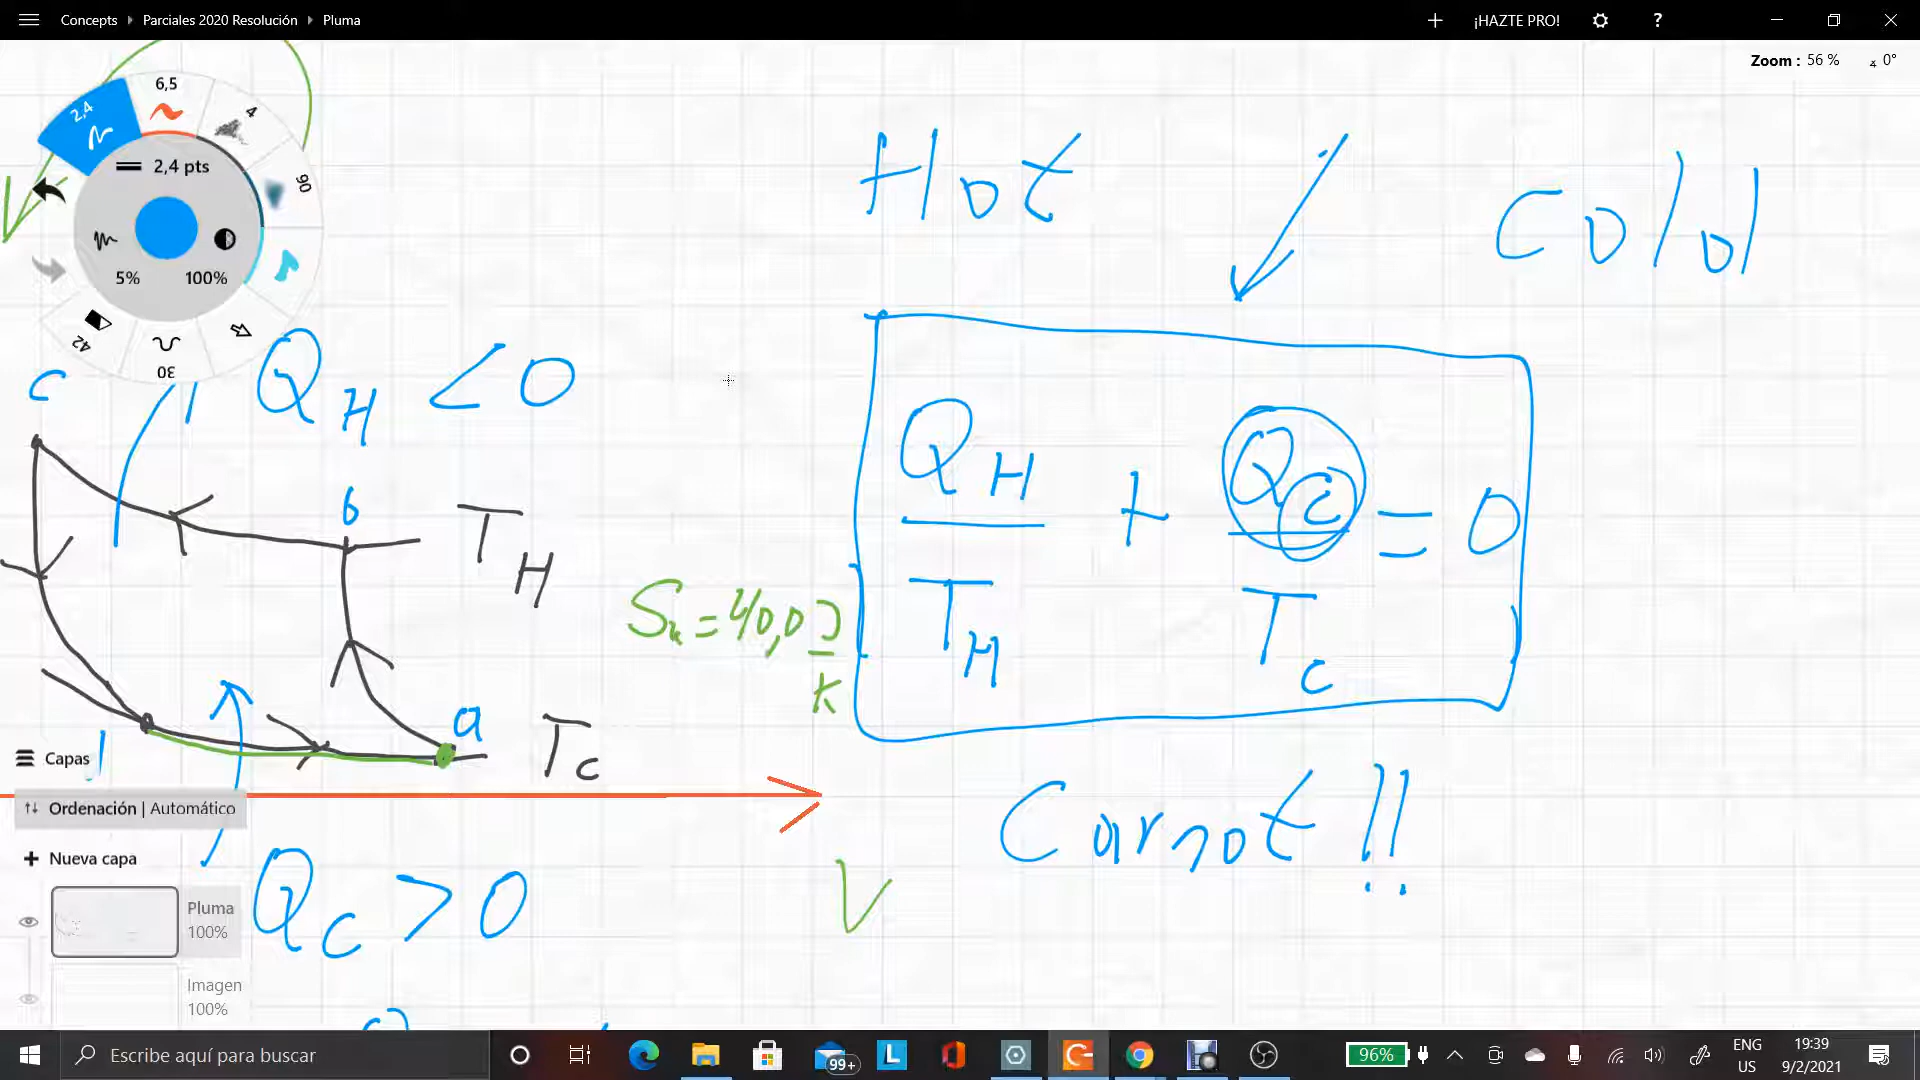 Concepts ▸ Parciales 2020 Resolución ▸ Pluma
¡HAZTE PRO!
?
Zoom : 56 % 0°
2,4
6,5
4
90
2,4 pts
5% 100%
42
30
Hot
Cold
c
Q_H < 0
b
T_H
a
T_C
Q_C > 0
S_k = 40,0 J/K
Q_H/T_H + Q_C/T_C = 0
Carnot !!
V
Capas
Ordenación | Automático
Nueva capa
Pluma
100%
Imagen
100%
Escribe aquí para buscar
99+
L
96%
ENG
US
19:39
9/2/2021